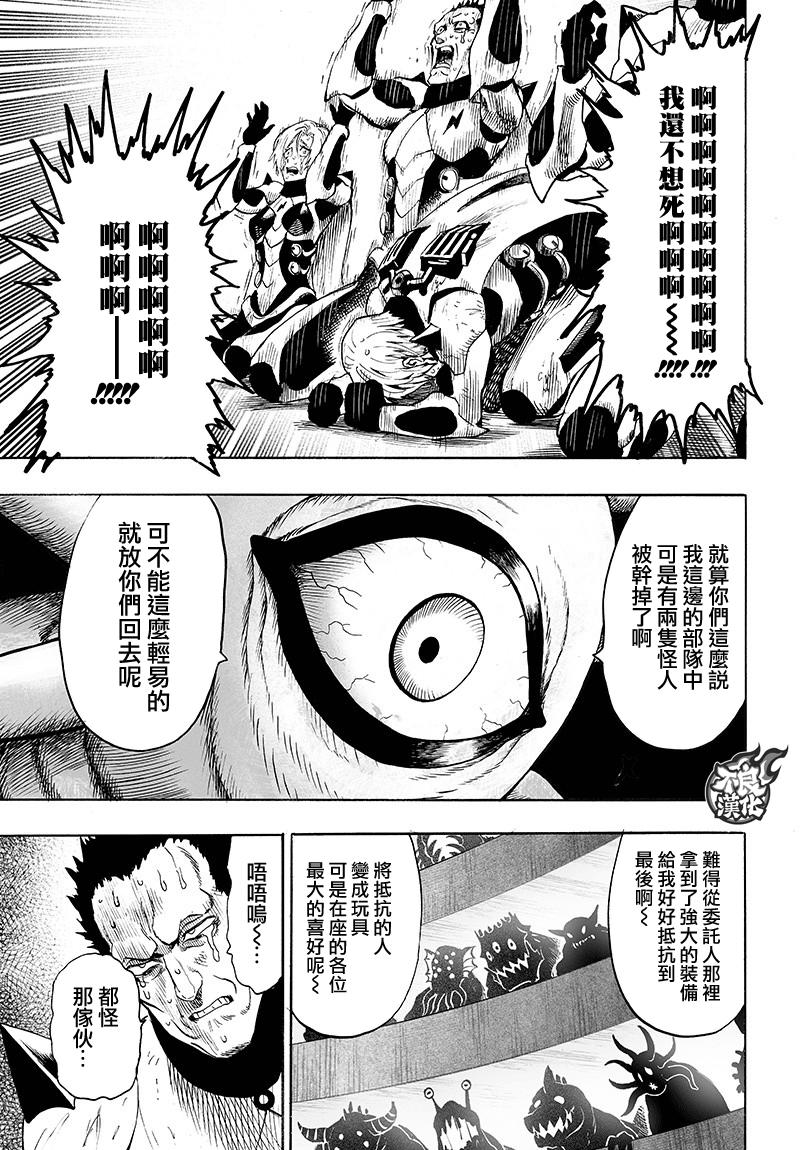 啊啊啊啊啊啊啊啊啊啊!!!!
我還不想死啊啊啊~~!!!!!
啊啊啊啊啊啊
啊啊啊——!!!!!!
就算你們這麼說
我這邊的部隊中
可是有兩隻怪人
被幹掉了啊
可不能這麼輕易的
就放你們回去呢
難得從委託人那裡
拿到了強大的裝備
給我好好抵抗到
最後啊~
將抵抗的人
變成玩具
可是在座的各位
最大的喜好呢~
唔唔嗚~…
都怪
那傢伙…
不良漢化